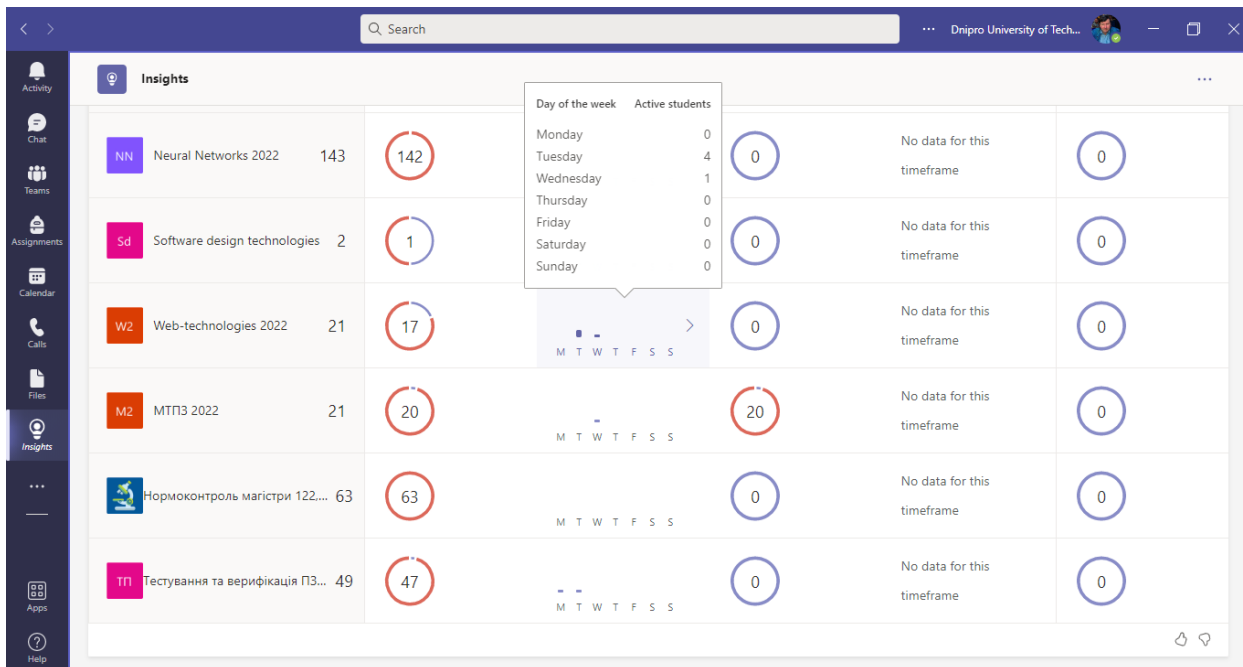 Search
Dnipro University of Tech...
Activity
Chat
Teams
Assignments
Calendar
Calls
Files
Insights
Apps
Help
Insights
Day of the week Active students
Monday 0
Tuesday 4
Wednesday 1
Thursday 0
Friday 0
Saturday 0
Sunday 0
NN Neural Networks 2022 143 142 0 No data for this
timeframe 0
Sd Software design technologies 2 1 0 No data for this
timeframe 0
W2 Web-technologies 2022 21 17 0 No data for this
timeframe 0
M T W T F S S
M2 МТПЗ 2022 21 20 20 No data for this
timeframe 0
M T W T F S S
Нормоконтроль магістри 122,... 63 63 0 No data for this
timeframe 0
M T W T F S S
ТП Тестування та верифікація ПЗ... 49 47 0 No data for this
timeframe 0
M T W T F S S